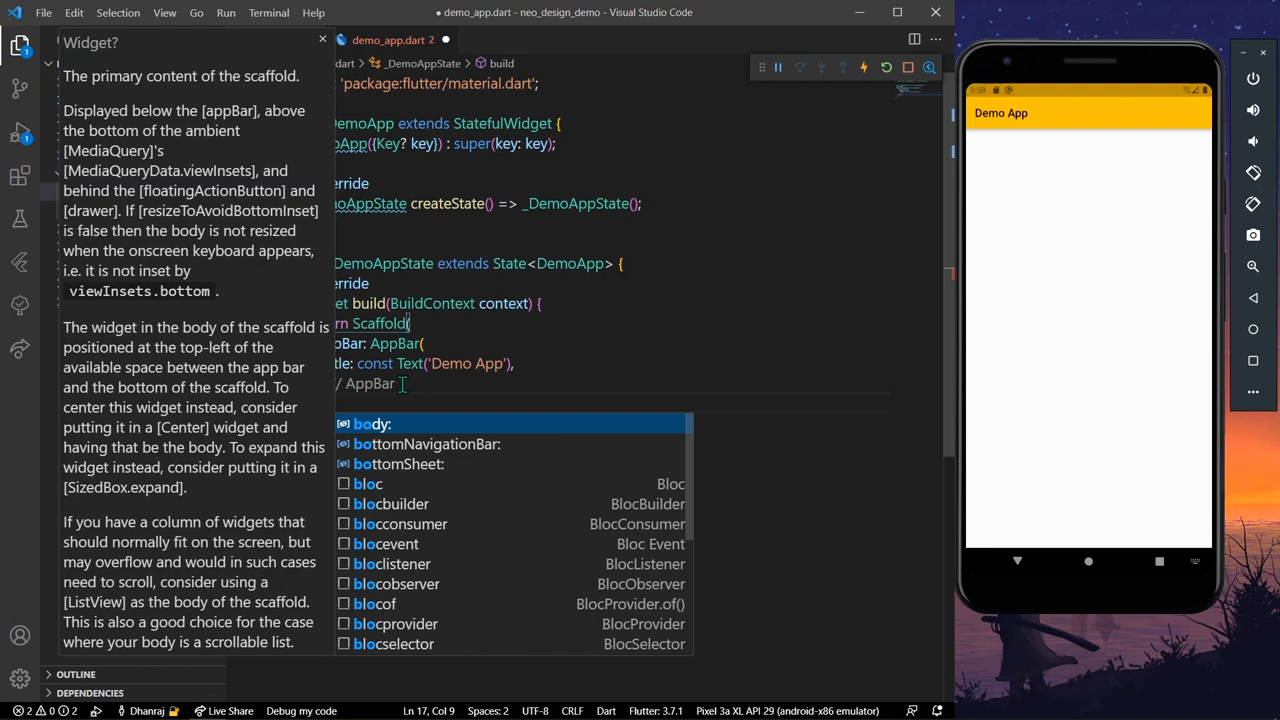 File Edit Selection View Go Run Terminal Help
● demo_app.dart - neo_design_demo - Visual Studio Code
demo_app.dart 2 ●
dart > _DemoAppState > build
Widget?
The primary content of the scaffold.
Displayed below the [appBar], above
the bottom of the ambient
[MediaQuery]'s
[MediaQueryData.viewInsets], and
behind the [floatingActionButton] and
[drawer]. If [resizeToAvoidBottomInset]
is false then the body is not resized
when the onscreen keyboard appears,
i.e. it is not inset by
viewInsets.bottom .
The widget in the body of the scaffold is
positioned at the top-left of the
available space between the app bar
and the bottom of the scaffold. To
center this widget instead, consider
putting it in a [Center] widget and
having that be the body. To expand this
widget instead, consider putting it in a
[SizedBox.expand].
If you have a column of widgets that
should normally fit on the screen, but
may overflow and would in such cases
need to scroll, consider using a
[ListView] as the body of the scaffold.
This is also a good choice for the case
where your body is a scrollable list.
OUTLINE
DEPENDENCIES
'package:flutter/material.dart';
DemoApp extends StatefulWidget {
oApp({Key? key}) : super(key: key);
erride
noAppState createState() => _DemoAppState();
DemoAppState extends State<DemoApp> {
erride
et build(BuildContext context) {
rn Scaffold(
pBar: AppBar(
tle: const Text('Demo App'),
/ AppBar
body:
bottomNavigationBar:
bottomSheet:
bloc Bloc
blocbuilder BlocBuilder
blocconsumer BlocConsumer
blocevent Bloc Event
bloclistener BlocListener
blocobserver BlocObserver
blocof BlocProvider.of()
blocprovider BlocProvider
blocselector BlocSelector
9:58
Demo App
1
1
2 0 2 Dhanraj Live Share Debug my code Ln 17, Col 9 Spaces: 2 UTF-8 CRLF Dart Flutter: 3.7.1 Pixel 3a XL API 29 (android-x86 emulator)